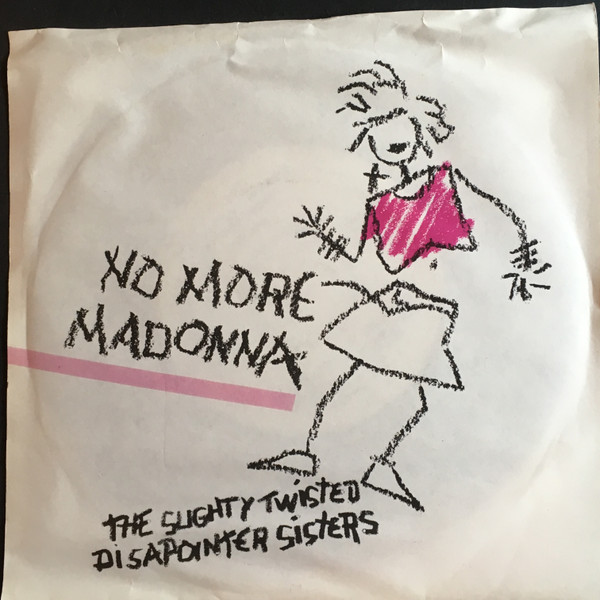 NO MORE
MADONNA
THE SLIGHTY TWISTED
DISAPOINTER SISTERS